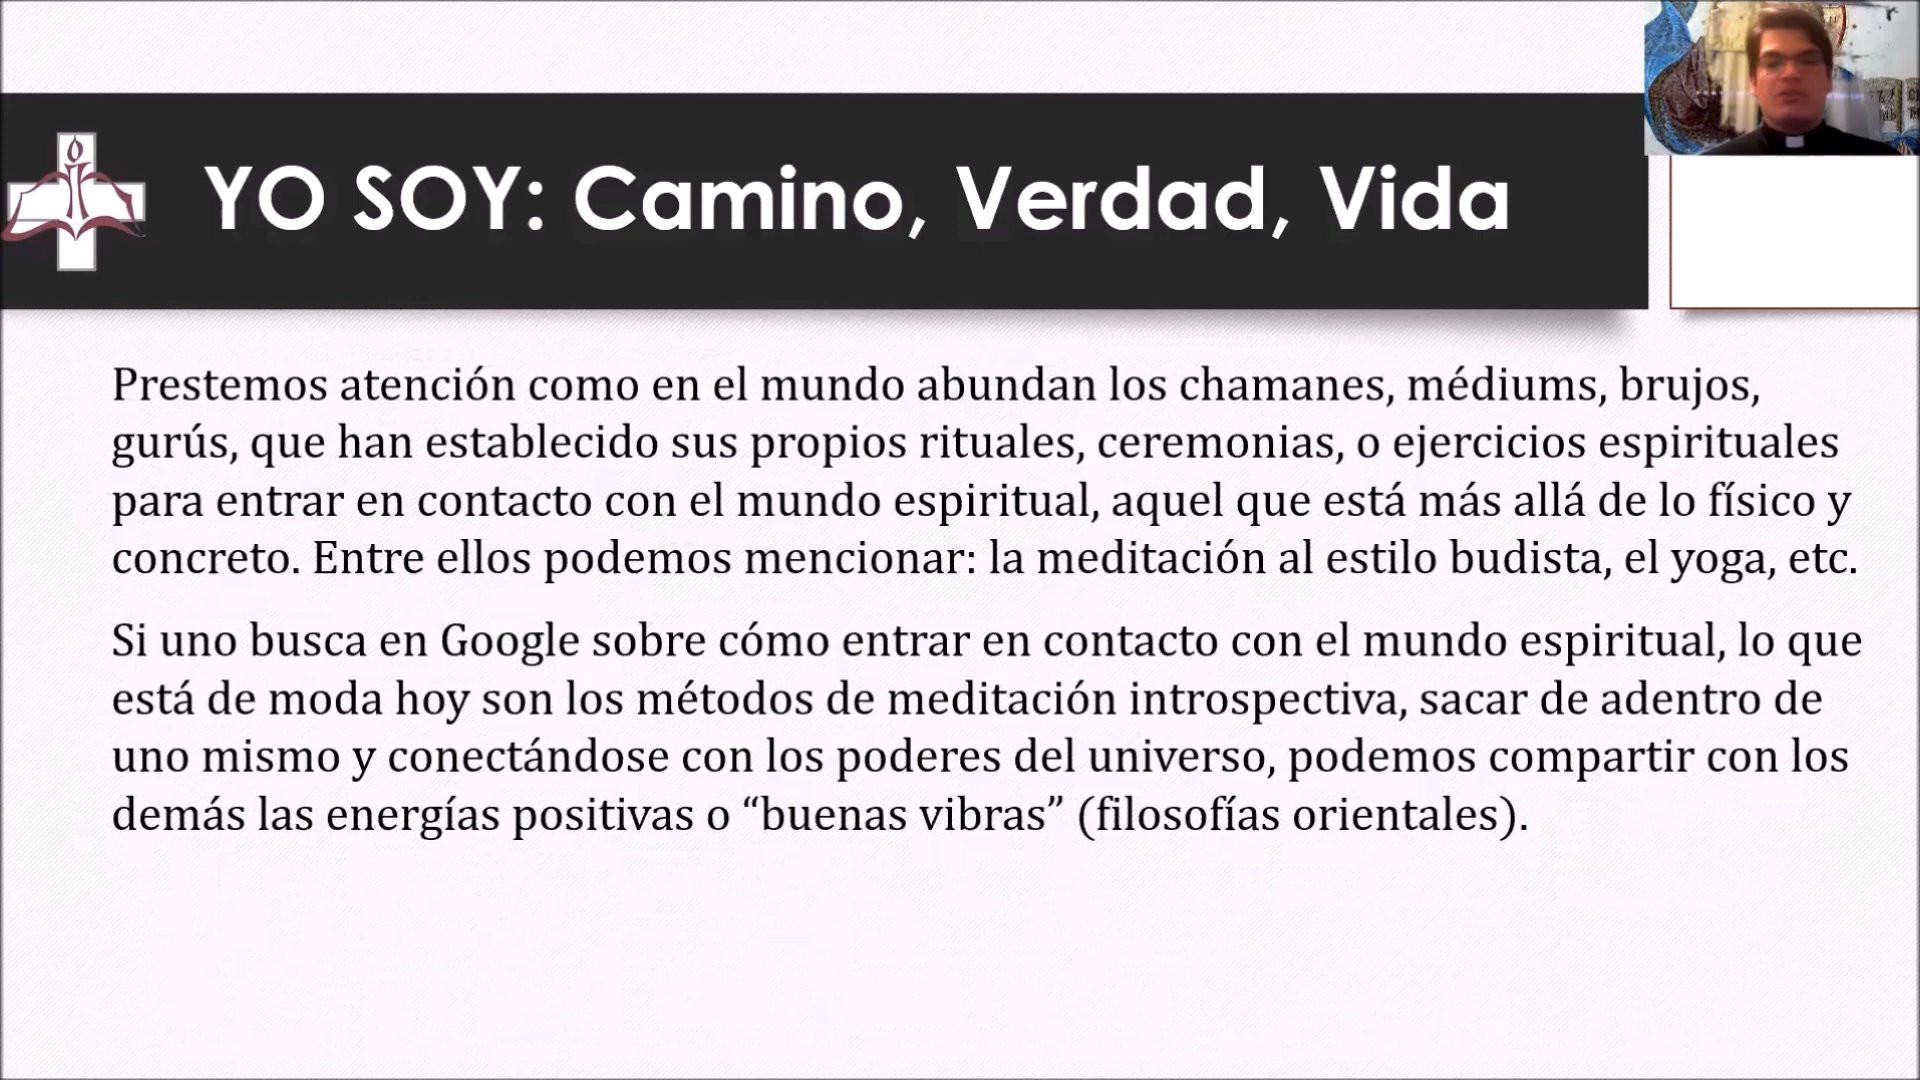 YO SOY: Camino, Verdad, Vida
Prestemos atención como en el mundo abundan los chamanes, médiums, brujos,
gurús, que han establecido sus propios rituales, ceremonias, o ejercicios espirituales
para entrar en contacto con el mundo espiritual, aquel que está más allá de lo físico y
concreto. Entre ellos podemos mencionar: la meditación al estilo budista, el yoga, etc.
Si uno busca en Google sobre cómo entrar en contacto con el mundo espiritual, lo que
está de moda hoy son los métodos de meditación introspectiva, sacar de adentro de
uno mismo y conectándose con los poderes del universo, podemos compartir con los
demás las energías positivas o “buenas vibras” (filosofías orientales).